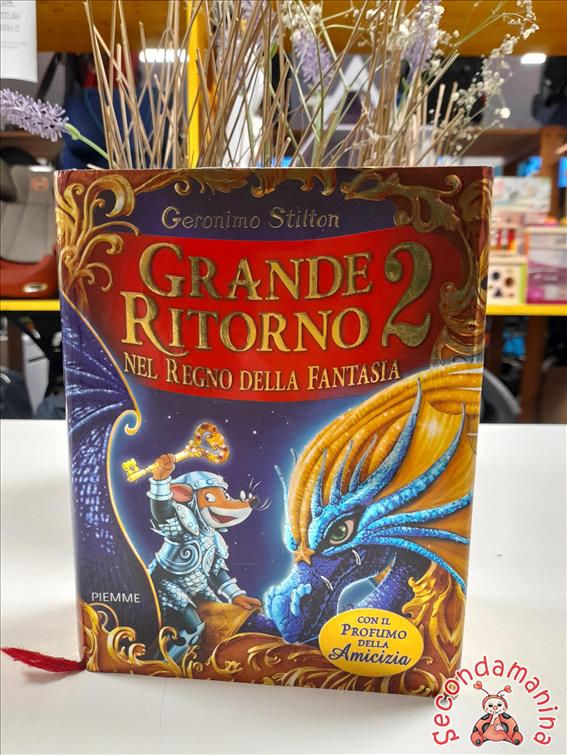 Geronimo Stilton
GRANDE
RITORNO 2
NEL REGNO DELLA FANTASIA
PIEMME
CON IL
PROFUMO
DELLA
Amicizia
Secondamanina